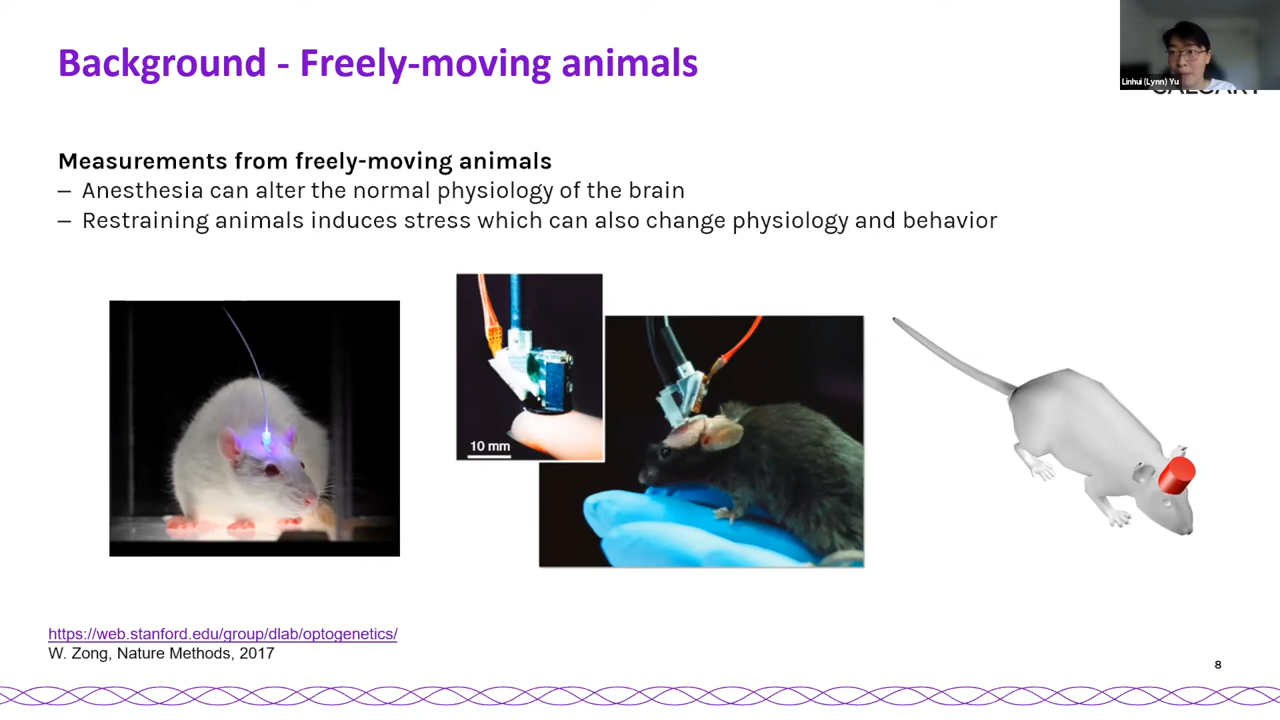 Background - Freely-moving animals
Linhui (Lynn) Yu
Measurements from freely-moving animals
– Anesthesia can alter the normal physiology of the brain
– Restraining animals induces stress which can also change physiology and behavior
10 mm
https://web.stanford.edu/group/dlab/optogenetics/
W. Zong, Nature Methods, 2017
8